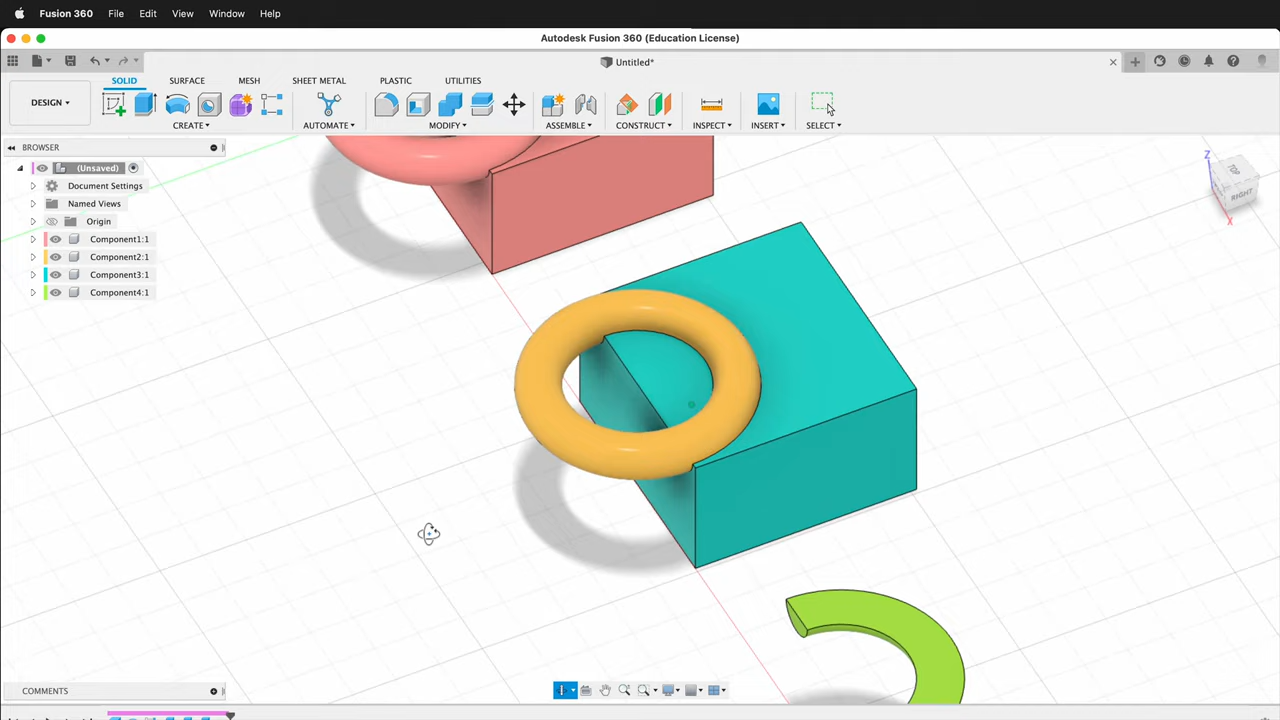 Fusion 360 File Edit View Window Help
Autodesk Fusion 360 (Education License)
Untitled*
DESIGN
SOLID SURFACE MESH SHEET METAL PLASTIC UTILITIES
CREATE AUTOMATE MODIFY ASSEMBLE CONSTRUCT INSPECT INSERT SELECT
BROWSER
(Unsaved)
Document Settings
Named Views
Origin
Component1:1
Component2:1
Component3:1
Component4:1
Z
TOP
RIGHT
X
COMMENTS